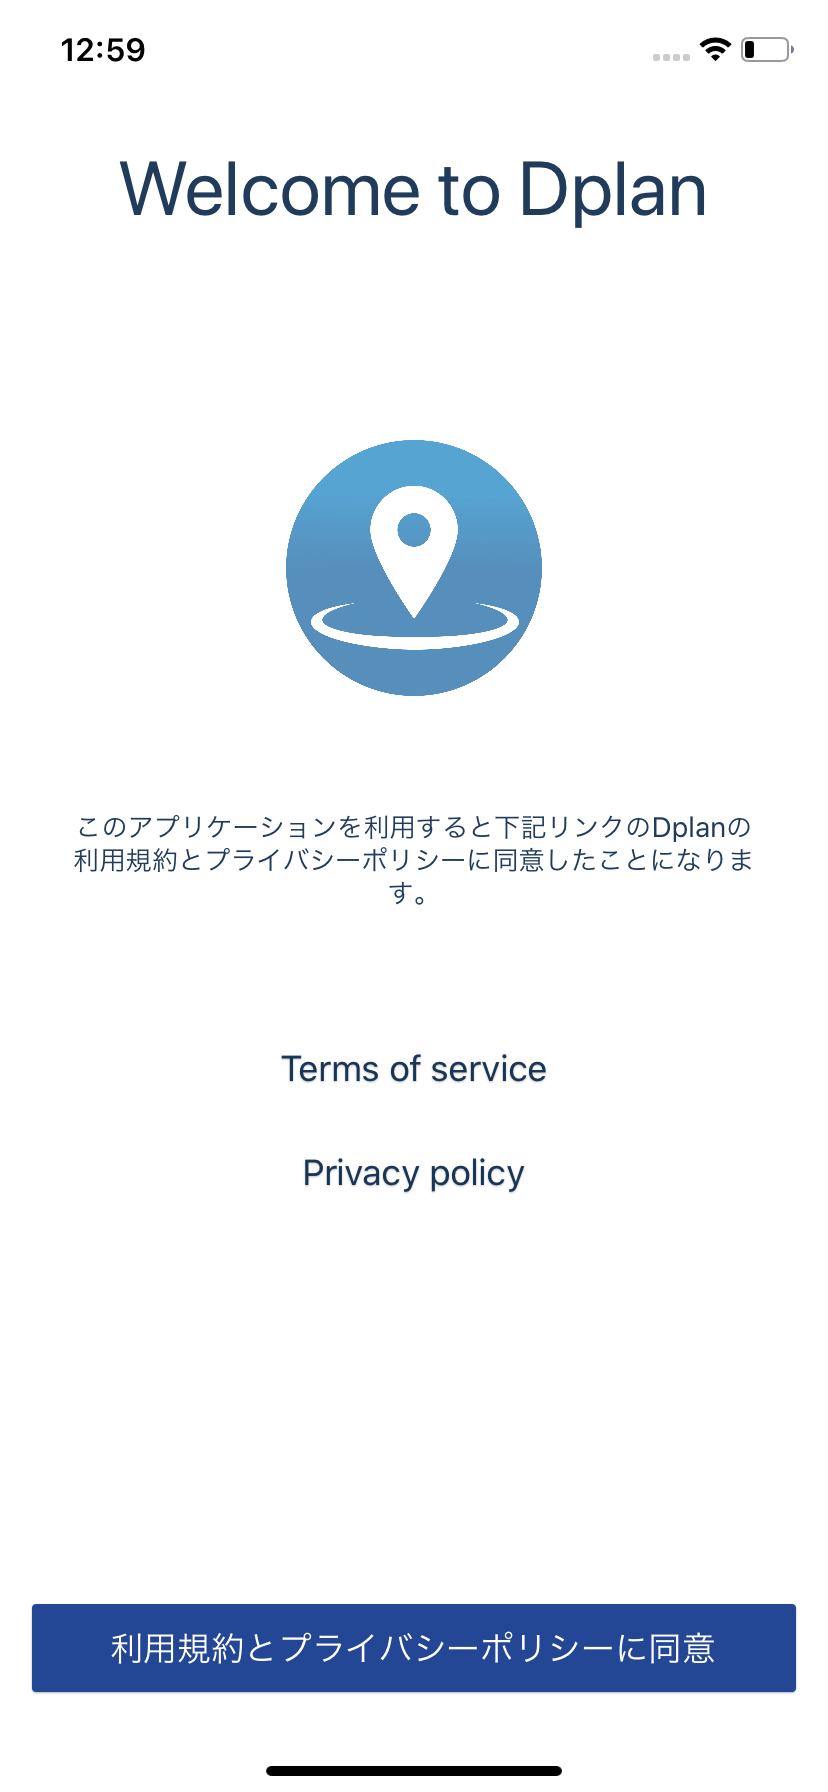 12:59
Welcome to Dplan
このアプリケーションを利用すると下記リンクのDplanの
利用規約とプライバシーポリシーに同意したことになりま
す。
Terms of service
Privacy policy
利用規約とプライバシーポリシーに同意